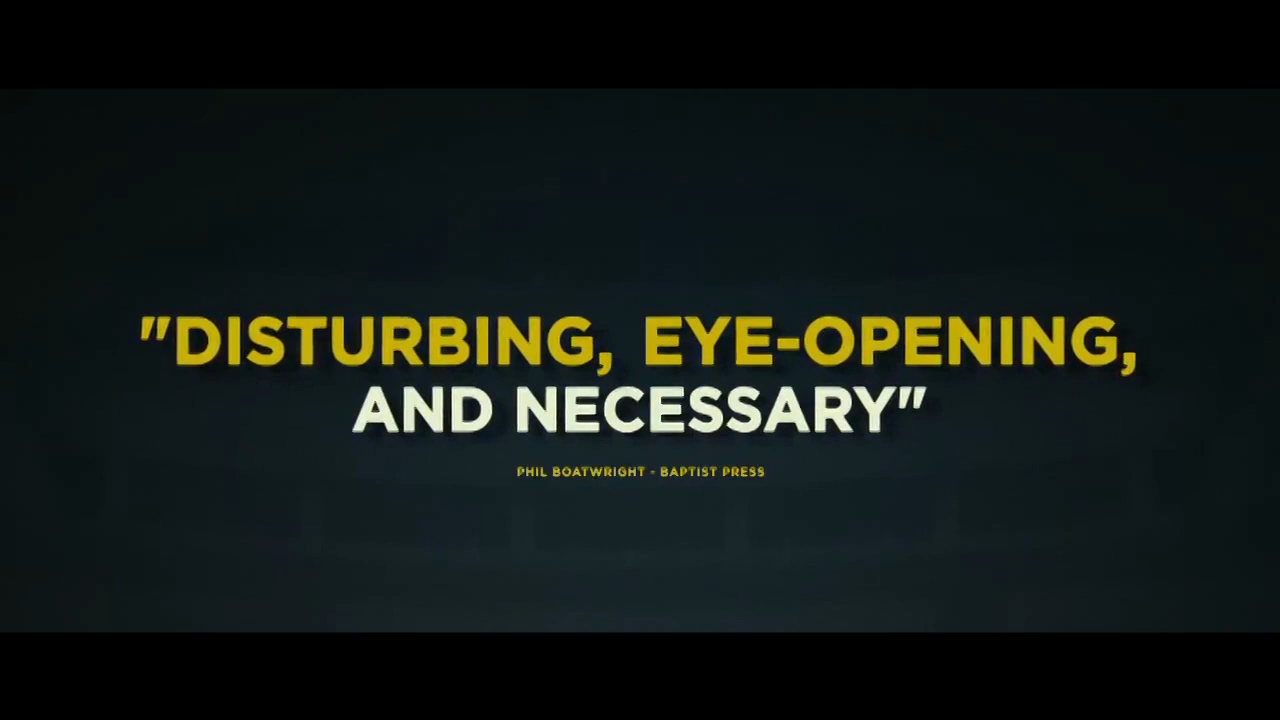 "DISTURBING, EYE-OPENING,
AND NECESSARY"
PHIL BOATWRIGHT - BAPTIST PRESS